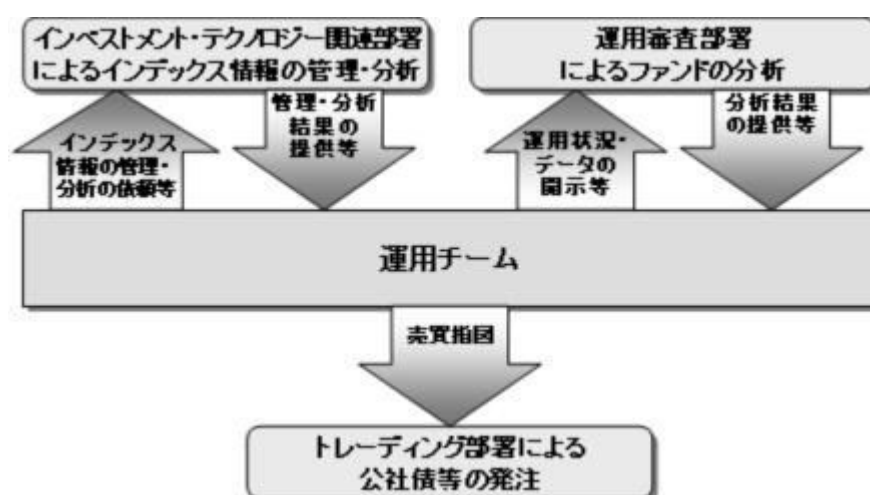 インベストメント・テクノロジー関連部署
によるインデックス情報の管理・分析
運用審査部署
によるファンドの分析
インデックス
情報の管理・
分析の依頼等
管理・分析
結果の
提供等
運用状況・
データの
開示等
分析結果
の提供等
運用チーム
売買指図
トレーディング部署による
公社債等の発注